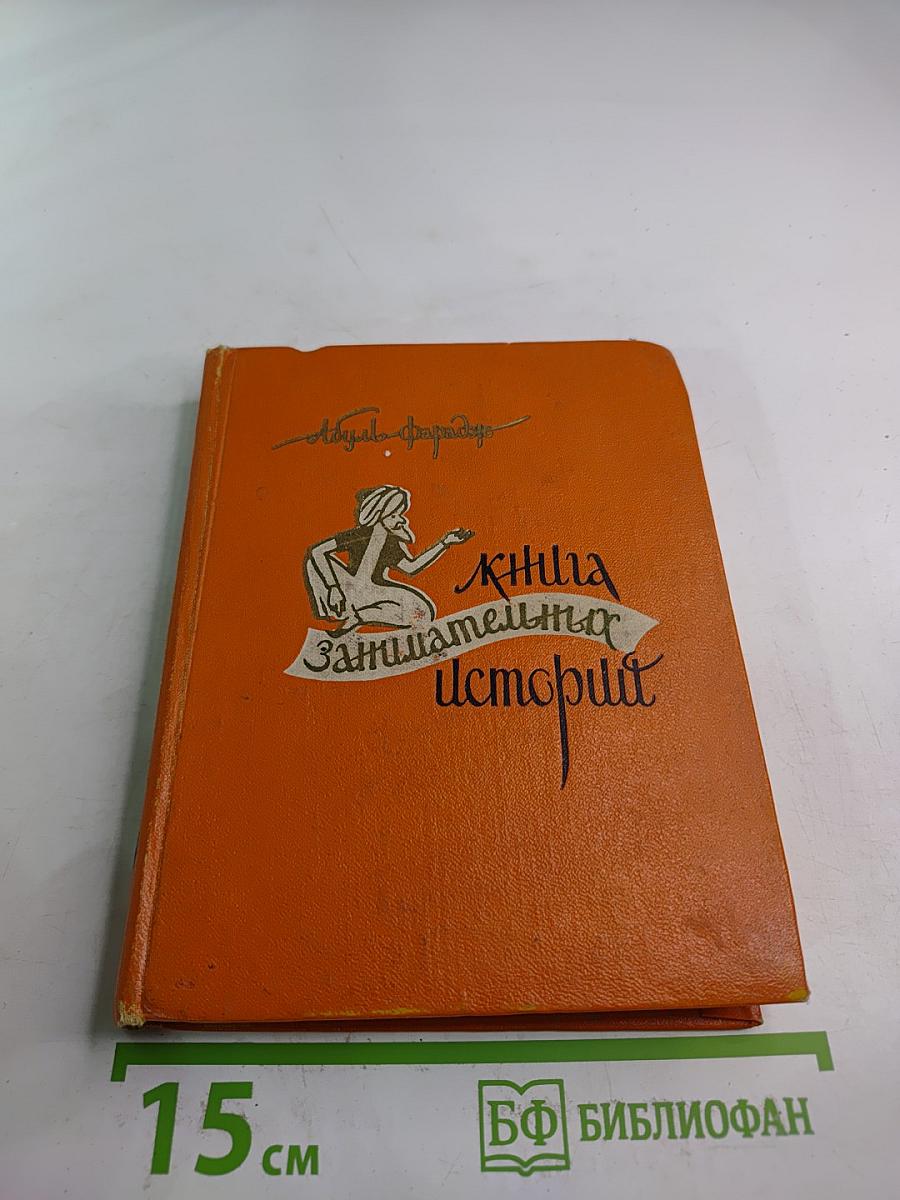 Абуль-Фарадж
книга
занимательных
историй
15 см
БФ БИБЛИОФАН